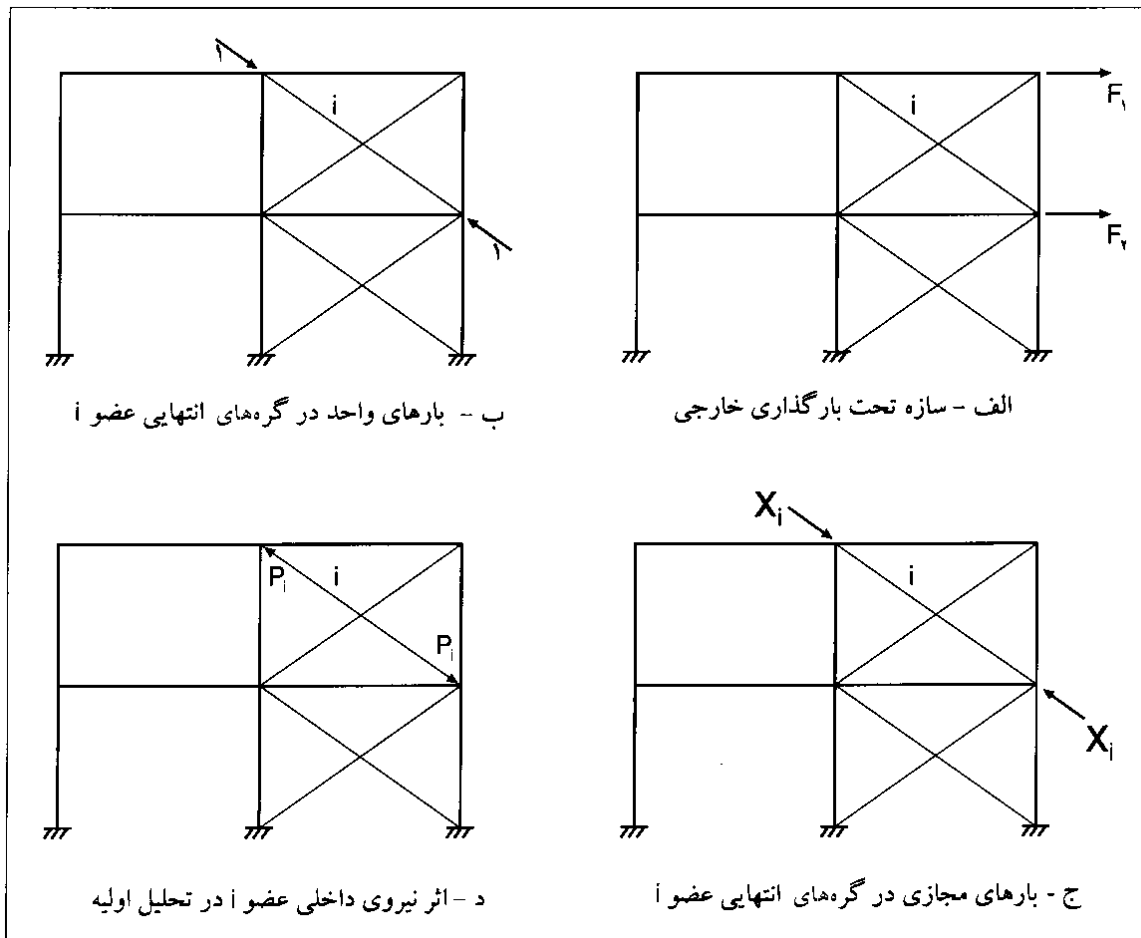 i
F۱
F۲
الف - سازه تحت بارگذاری خارجی
۱
i
۱
ب - بارهای واحد در گره‌های انتهایی عضو i
Xi
i
Xi
ج - بارهای مجازی در گره‌های انتهایی عضو i
Pi
i
Pi
د - اثر نیروی داخلی عضو i در تحلیل اولیه